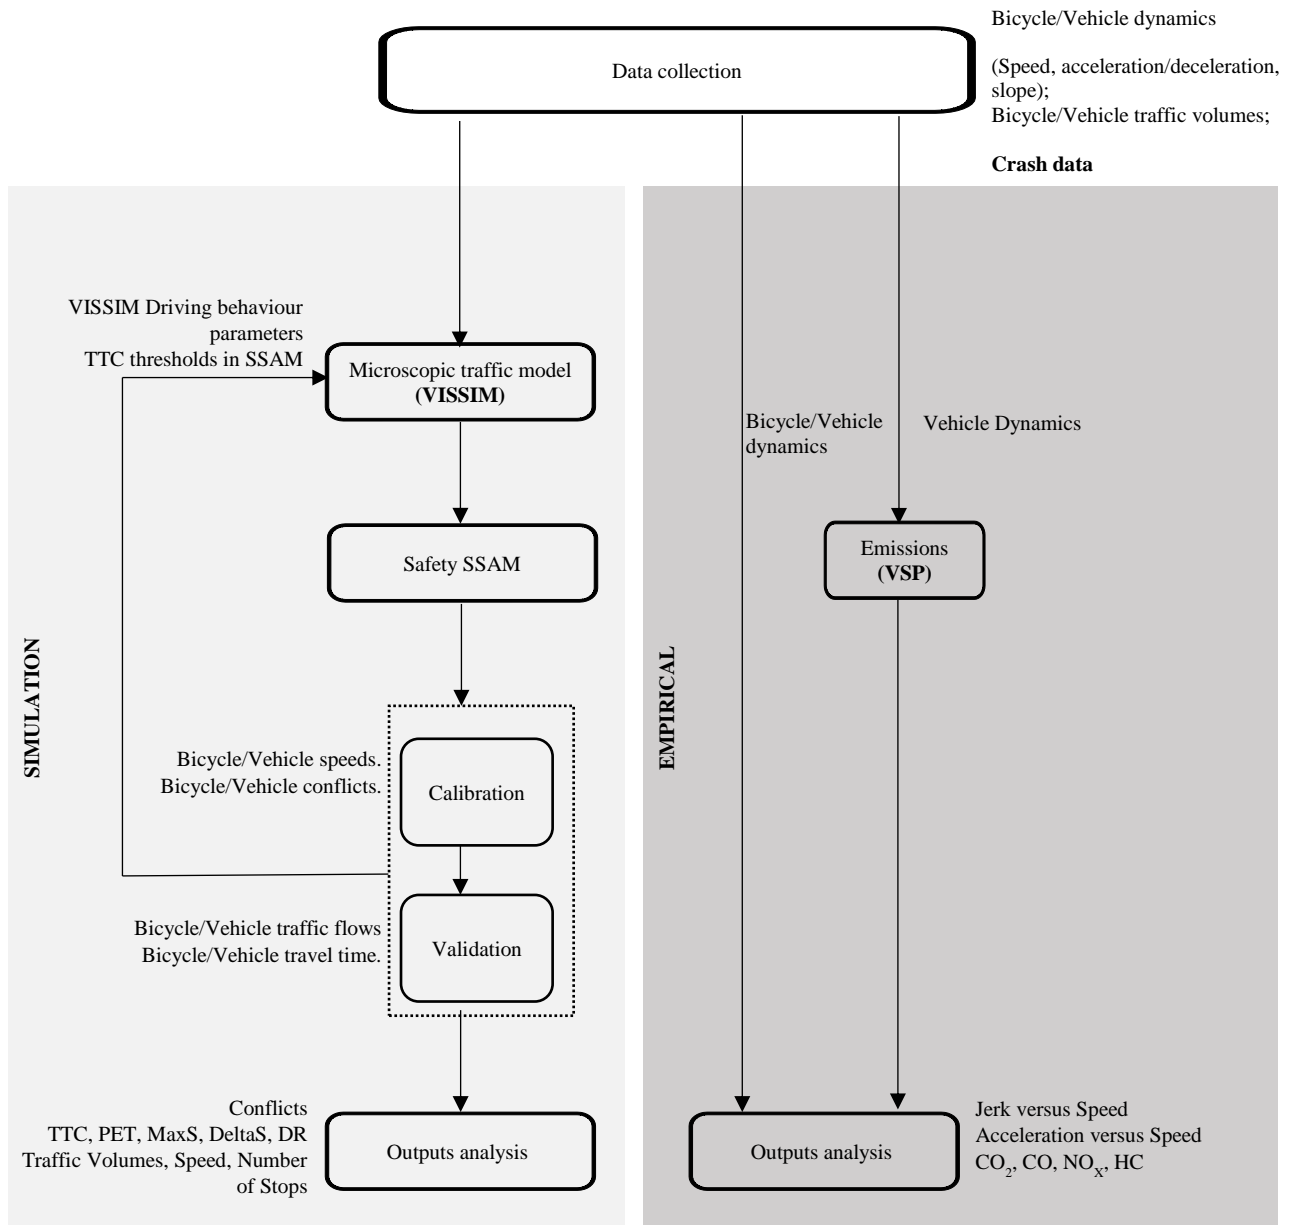 Bicycle/Vehicle dynamics
(Speed, acceleration/deceleration,
slope);
Bicycle/Vehicle traffic volumes;
Crash data
Data collection
SIMULATION
VISSIM Driving behaviour
parameters
TTC thresholds in SSAM
Microscopic traffic model
(VISSIM)
Safety SSAM
Bicycle/Vehicle speeds.
Bicycle/Vehicle conflicts.
Calibration
Bicycle/Vehicle traffic flows
Bicycle/Vehicle travel time.
Validation
Conflicts
TTC, PET, MaxS, DeltaS, DR
Traffic Volumes, Speed, Number
of Stops
Outputs analysis
EMPIRICAL
Bicycle/Vehicle
dynamics
Vehicle Dynamics
Emissions
(VSP)
Outputs analysis
Jerk versus Speed
Acceleration versus Speed
CO2, CO, NOX, HC